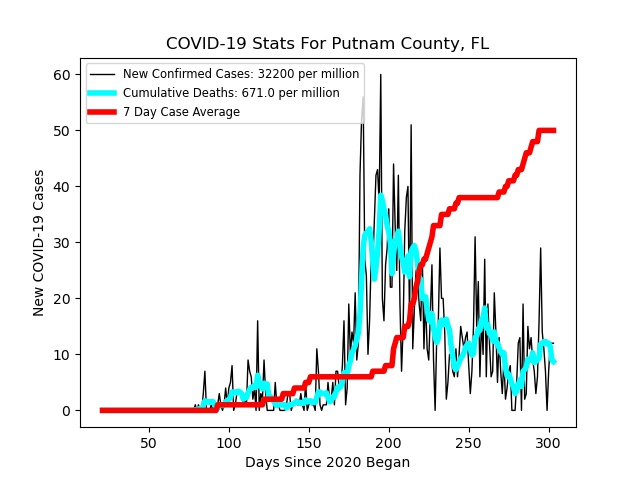 COVID-19 Stats For Putnam County, FL
New Confirmed Cases: 32200 per million
Cumulative Deaths: 671.0 per million
7 Day Case Average
New COVID-19 Cases
60
50
40
30
20
10
0
50 100 150 200 250 300
Days Since 2020 Began